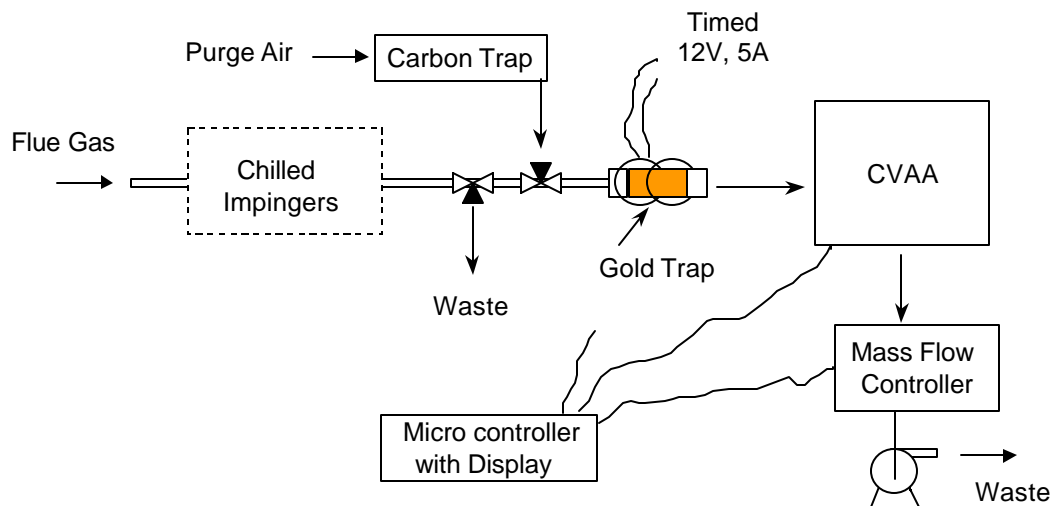 Timed
12V, 5A
Purge Air
Carbon Trap
Flue Gas
Chilled
Impingers
CVAA
Gold Trap
Waste
Mass Flow
Controller
Micro controller
with Display
Waste